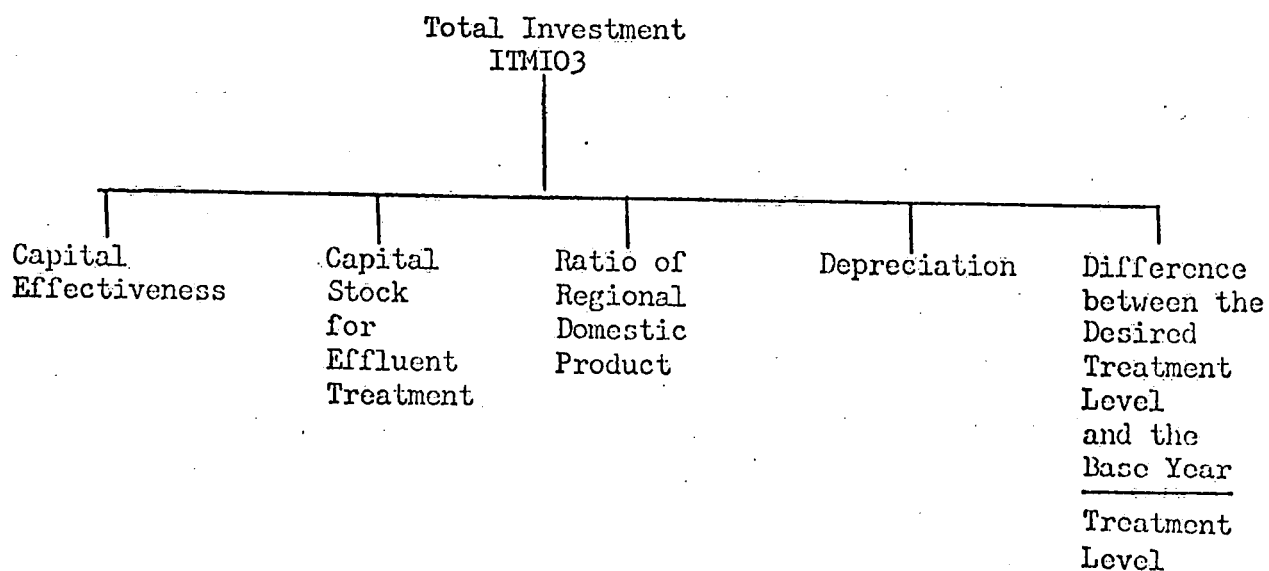 Total Investment
ITMIO3
Capital
Effectiveness
Capital
Stock
for
Effluent
Treatment
Ratio of
Regional
Domestic
Product
Depreciation
Difference
between the
Desired
Treatment
Level
and the
Base Year
Treatment
Level